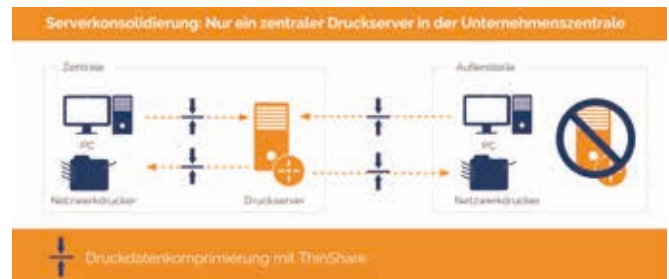 Serverkonsolidierung: Nur ein zentraler Druckserver in der Unternehmenszentrale
Zentrale
Außenstelle
PC
PC
Netzwerkdrucker
Druckserver
Netzwerkdrucker
Druckdatenkomprimierung mit ThinShare